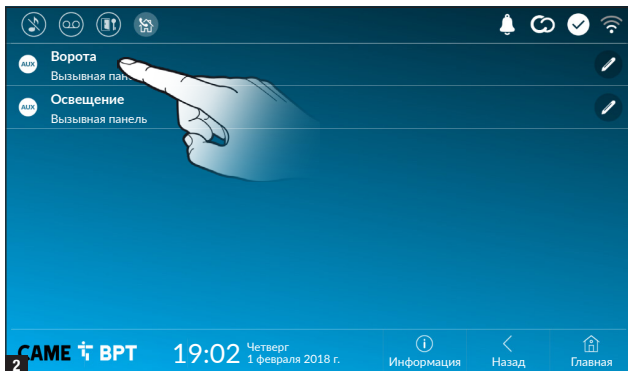 AUX
Ворота
Вызывная
AUX
Освещение
Вызывная панель
2
CAME BPT
19:02
Четверг
1 февраля 2018 г.
Информация
Назад
Главная